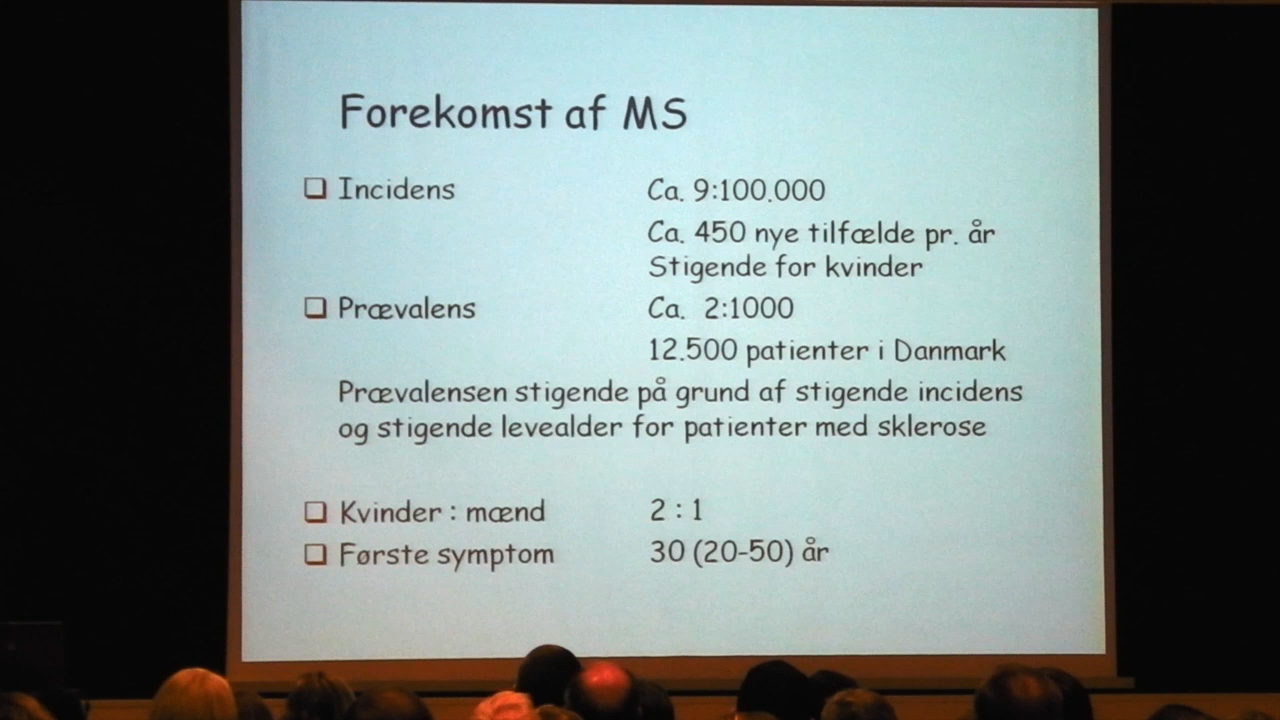 Forekomst af MS
Incidens Ca. 9:100.000
Ca. 450 nye tilfælde pr. år
Stigende for kvinder
Prævalens Ca. 2:1000
12.500 patienter i Danmark
Prævalensen stigende på grund af stigende incidens
og stigende levealder for patienter med sklerose
Kvinder : mænd 2 : 1
Første symptom 30 (20-50) år